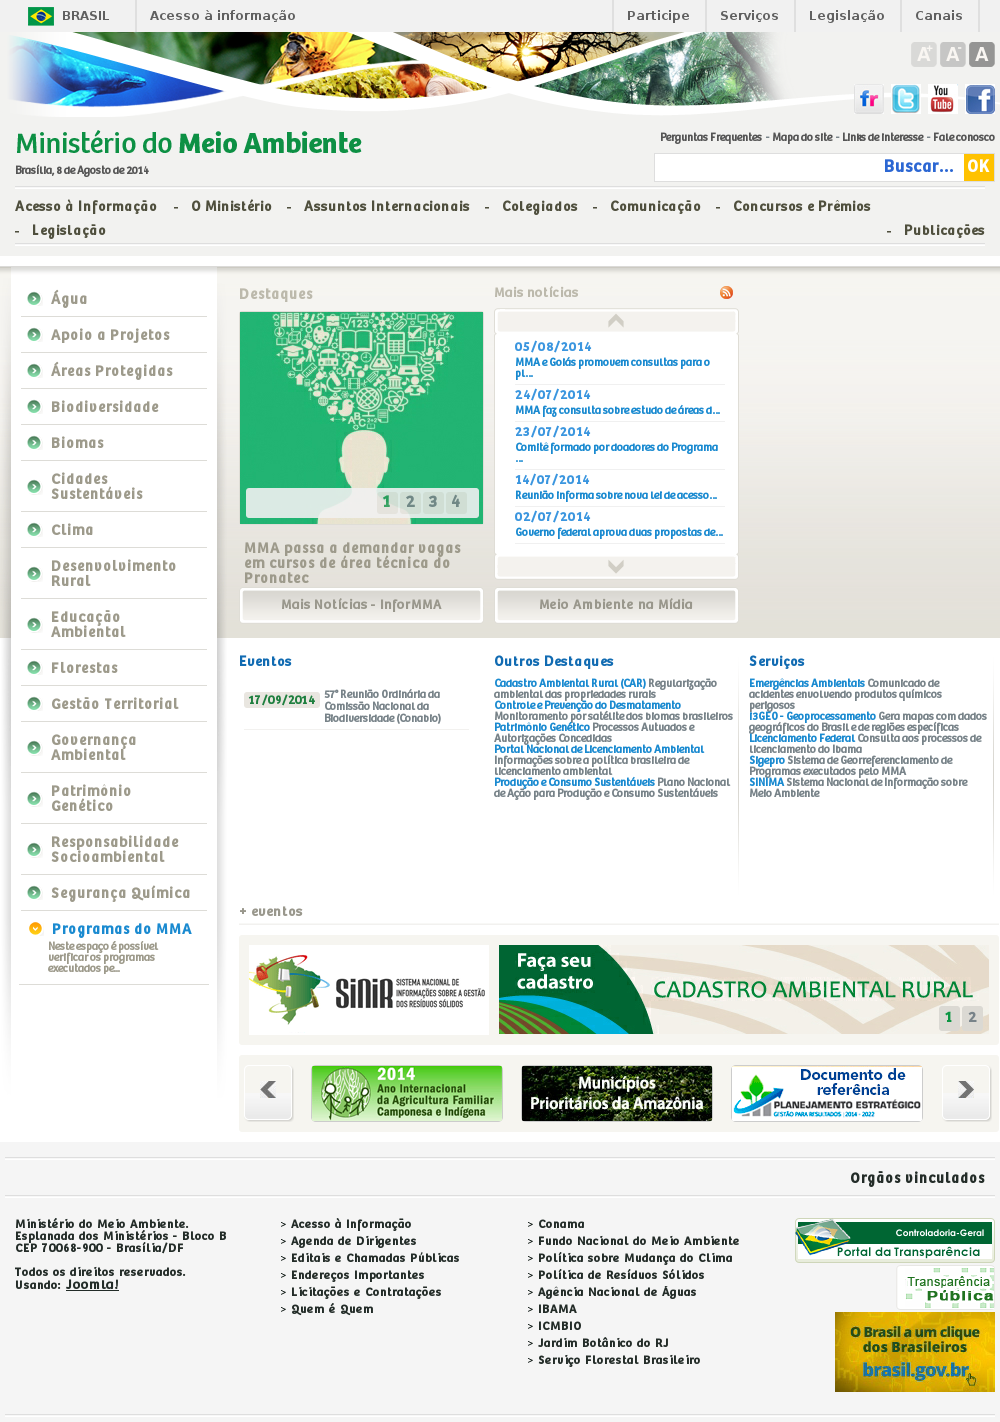 BRASIL
Acesso à informação
Participe
Serviços
Legislação
Canais
A+ A- A
fr
You
Tube
Ministério do Meio Ambiente
Brasília, 8 de Agosto de 2014
Perguntas Frequentes - Mapa do site - Links de Interesse - Fale conosco
Buscar... OK
Acesso à Informação - O Ministério - Assuntos Internacionais - Colegiados - Comunicação - Concursos e Prêmios
- Legislação - Publicações
Água
Apoio a Projetos
Áreas Protegidas
Biodiversidade
Biomas
Cidades
Sustentáveis
Clima
Desenvolvimento
Rural
Educação
Ambiental
Florestas
Gestão Territorial
Governança
Ambiental
Patrimônio
Genético
Responsabilidade
Socioambiental
Segurança Química
Programas do MMA
Neste espaço é possível
verificar os programas
executados pe...
Destaques
1 2 3 4
MMA passa a demandar vagas
em cursos de área técnica do
Pronatec
Mais Notícias - InforMMA
Mais notícias
05/08/2014
MMA e Goiás promovem consultas para o
pl...
24/07/2014
MMA faz consulta sobre estudo de áreas d...
23/07/2014
Comitê formado por doadores do Programa
...
14/07/2014
Reunião informa sobre nova lei de acesso...
02/07/2014
Governo federal aprova duas propostas de...
Meio Ambiente na Mídia
Eventos
17/09/2014
57ª Reunião Ordinária da
Comissão Nacional da
Biodiversidade (Conabio)
+ eventos
Outros Destaques
Cadastro Ambiental Rural (CAR) Regularização
ambiental das propriedades rurais
Controle e Prevenção do Desmatamento
Monitoramento por satélite dos biomas brasileiros
Patrimônio Genético Processos Autuados e
Autorizações Concedidas
Portal Nacional de Licenciamento Ambiental
Informações sobre a política brasileira de
licenciamento ambiental
Produção e Consumo Sustentáveis Plano Nacional
de Ação para Produção e Consumo Sustentáveis
Serviços
Emergências Ambientais Comunicado de
acidentes envolvendo produtos químicos
perigosos
I3GEO - Geoprocessamento Gera mapas com dados
geográficos do Brasil e de regiões específicas
Licenciamento Federal Consulta aos processos de
licenciamento do Ibama
Sigepro Sistema de Georreferenciamento de
Programas executados pelo MMA
SINIMA Sistema Nacional de Informação sobre
Meio Ambiente
SiNiR SISTEMA NACIONAL DE
INFORMAÇÕES SOBRE A GESTÃO
DOS RESÍDUOS SÓLIDOS
Faça seu
cadastro
CADASTRO AMBIENTAL RURAL
1 2
2014
Ano Internacional
da Agricultura Familiar
Camponesa e Indígena
Municípios
Prioritários da Amazônia
Documento de
referência
PLANEJAMENTO ESTRATÉGICO
GESTÃO PARA RESULTADOS | 2014 - 2022
Orgãos vinculados
Ministério do Meio Ambiente.
Esplanada dos Ministérios - Bloco B
CEP 70068-900 - Brasília/DF
Todos os direitos reservados.
Usando: Joomla!
> Acesso à Informação
> Agenda de Dirigentes
> Editais e Chamadas Públicas
> Endereços Importantes
> Licitações e Contratações
> Quem é Quem
> Conama
> Fundo Nacional do Meio Ambiente
> Política sobre Mudança do Clima
> Política de Resíduos Sólidos
> Agência Nacional de Águas
> IBAMA
> ICMBIO
> Jardim Botânico do RJ
> Serviço Florestal Brasileiro
Controladoria-Geral
Portal da Transparência
Transparência
Pública
O Brasil a um clique
dos Brasileiros
brasil.gov.br